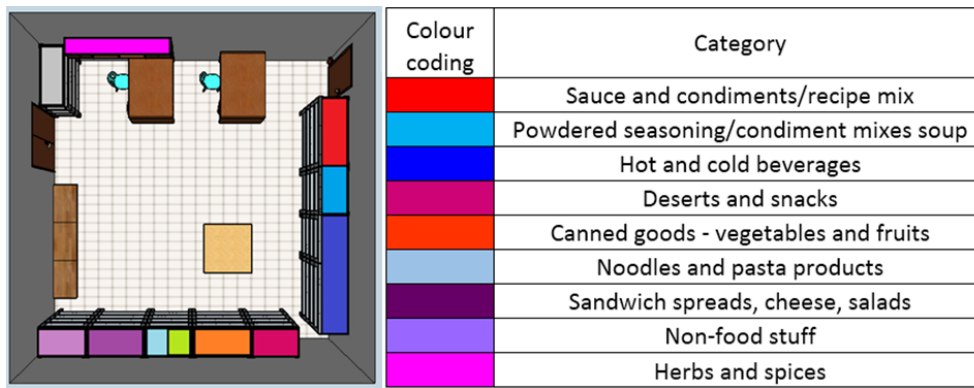 Colour
coding
Category
Sauce and condiments/recipe mix
Powdered seasoning/condiment mixes soup
Hot and cold beverages
Deserts and snacks
Canned goods - vegetables and fruits
Noodles and pasta products
Sandwich spreads, cheese, salads
Non-food stuff
Herbs and spices